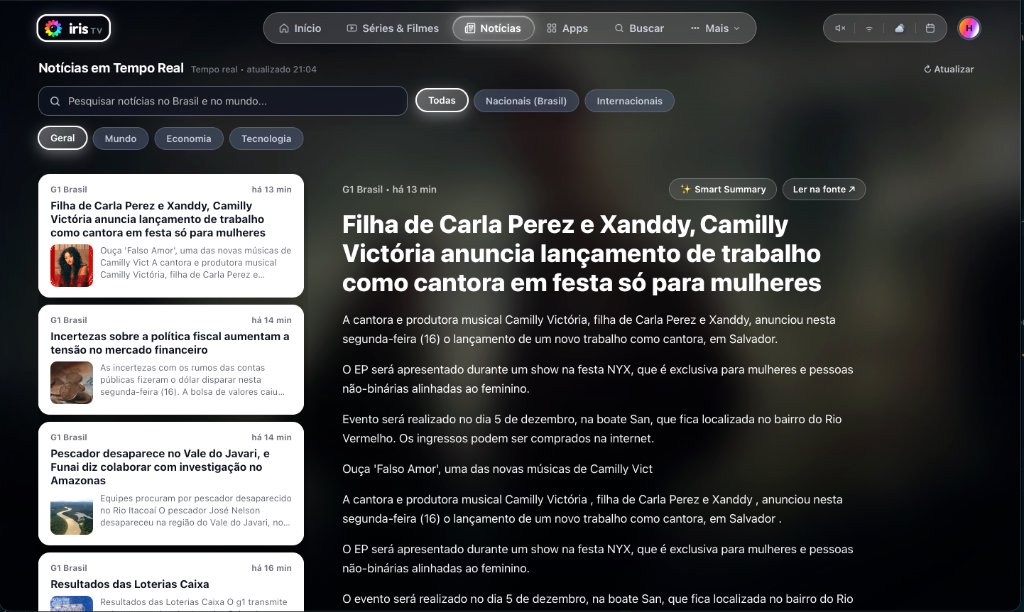 iris TV
Início
Séries & Filmes
Notícias
Apps
Buscar
Mais
H
Notícias em Tempo Real
Tempo real • atualizado 21:04
Atualizar
Pesquisar notícias no Brasil e no mundo...
Todas
Nacionais (Brasil)
Internacionais
Geral
Mundo
Economia
Tecnologia
G1 Brasil
há 13 min
Filha de Carla Perez e Xanddy, Camilly
Victória anuncia lançamento de trabalho
como cantora em festa só para mulheres
Ouça 'Falso Amor', uma das novas músicas de
Camilly Vict A cantora e produtora musical
Camilly Victória, filha de Carla Perez e...
G1 Brasil
há 14 min
Incertezas sobre a política fiscal aumentam a
tensão no mercado financeiro
As incertezas com os rumos das contas
públicas fizeram o dólar disparar nesta
segunda-feira (16). A bolsa de valores caiu...
G1 Brasil
há 14 min
Pescador desaparece no Vale do Javari, e
Funai diz colaborar com investigação no
Amazonas
Equipes procuram por pescador desaparecido
no Rio Itacoaí O pescador José Nelson
desapareceu na região do Vale do Javari, no...
G1 Brasil
há 16 min
Resultados das Loterias Caixa
Resultados das Loterias Caixa O g1 transmite
G1 Brasil • há 13 min
✨ Smart Summary
Ler na fonte ↗
Filha de Carla Perez e Xanddy, Camilly
Victória anuncia lançamento de trabalho
como cantora em festa só para mulheres
A cantora e produtora musical Camilly Victória, filha de Carla Perez e Xanddy, anunciou nesta
segunda-feira (16) o lançamento de um novo trabalho como cantora, em Salvador.
O EP será apresentado durante um show na festa NYX, que é exclusiva para mulheres e pessoas
não-binárias alinhadas ao feminino.
Evento será realizado no dia 5 de dezembro, na boate San, que fica localizada no bairro do Rio
Vermelho. Os ingressos podem ser comprados na internet.
Ouça 'Falso Amor', uma das novas músicas de Camilly Vict
A cantora e produtora musical Camilly Victória , filha de Carla Perez e Xanddy , anunciou nesta
segunda-feira (16) o lançamento de um novo trabalho como cantora, em Salvador .
O EP será apresentado durante um show na festa NYX, que é exclusiva para mulheres e pessoas
não-binárias alinhadas ao feminino.
O evento será realizado no dia 5 de dezembro, na boate San, que fica localizada no bairro do Rio